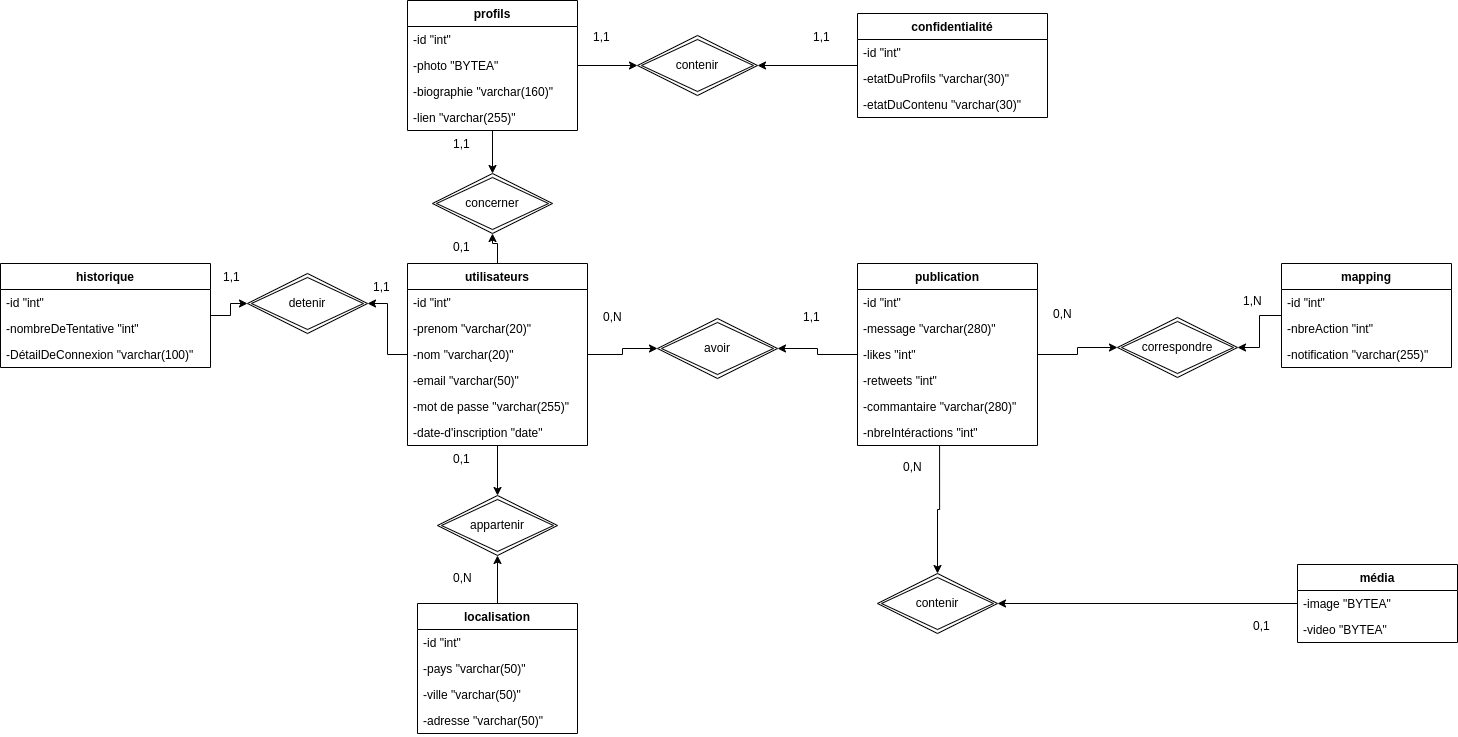 profils
-id "int"
-photo "BYTEA"
-biographie "varchar(160)"
-lien "varchar(255)"
1,1
contenir
1,1
confidentialité
-id "int"
-etatDuProfils "varchar(30)"
-etatDuContenu "varchar(30)"
1,1
concerner
0,1
historique
-id "int"
-nombreDeTentative "int"
-DétailDeConnexion "varchar(100)"
1,1
detenir
1,1
utilisateurs
-id "int"
-prenom "varchar(20)"
-nom "varchar(20)"
-email "varchar(50)"
-mot de passe "varchar(255)"
-date-d'inscription "date"
0,N
avoir
1,1
publication
-id "int"
-message "varchar(280)"
-likes "int"
-retweets "int"
-commantaire "varchar(280)"
-nbreIntéractions "int"
0,N
correspondre
1,N
mapping
-id "int"
-nbreAction "int"
-notification "varchar(255)"
0,1
appartenir
0,N
localisation
-id "int"
-pays "varchar(50)"
-ville "varchar(50)"
-adresse "varchar(50)"
0,N
contenir
0,1
média
-image "BYTEA"
-video "BYTEA"